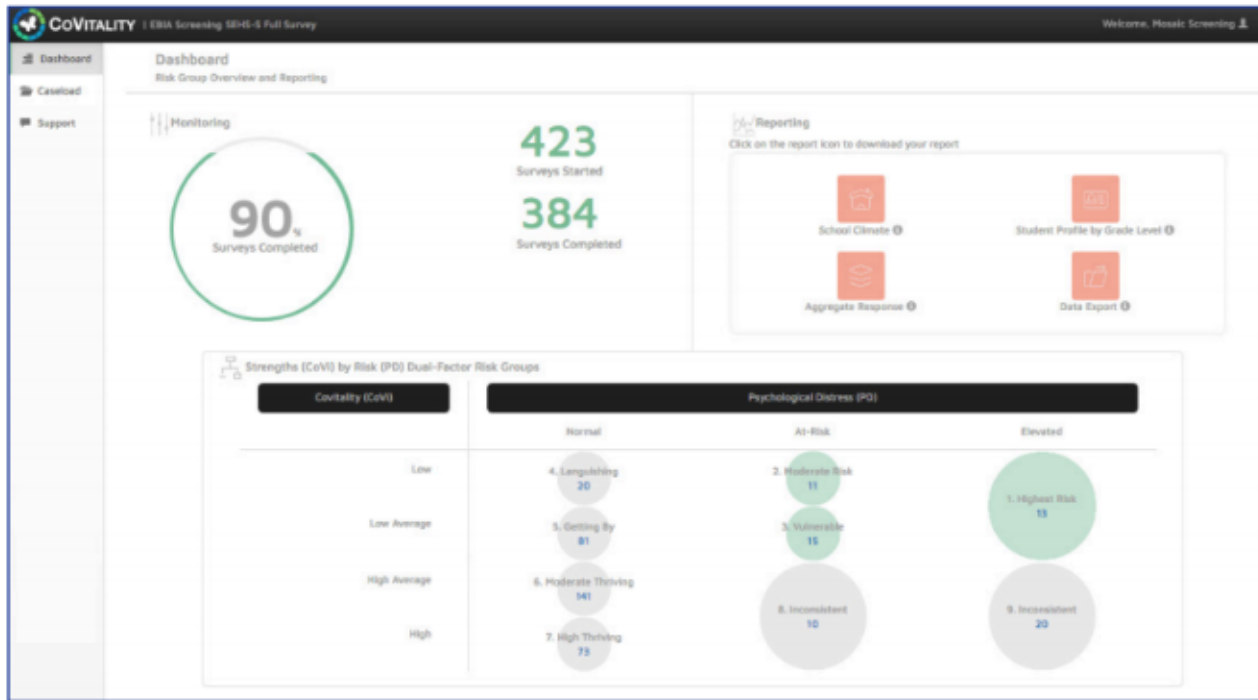 COVITALITY | EBIA Screening SEHS-S Full Survey
Welcome, Mosaic Screening
Dashboard
Caseload
Support
Dashboard
Risk Group Overview and Reporting
Monitoring
90%
Surveys Completed
423
Surveys Started
384
Surveys Completed
Reporting
Click on the report icon to download your report
School Climate
Student Profile by Grade Level
Aggregate Response
Data Export
Strengths (CoVi) by Risk (PD) Dual-Factor Risk Groups
Covitality (CoVi)
Psychological Distress (PD)
Normal
At-Risk
Elevated
Low
4. Languishing
20
2. Moderate Risk
11
1. Highest Risk
13
Low Average
5. Getting By
81
3. Vulnerable
15
High Average
6. Moderate Thriving
141
8. Inconsistent
10
9. Inconsistent
20
High
7. High Thriving
73